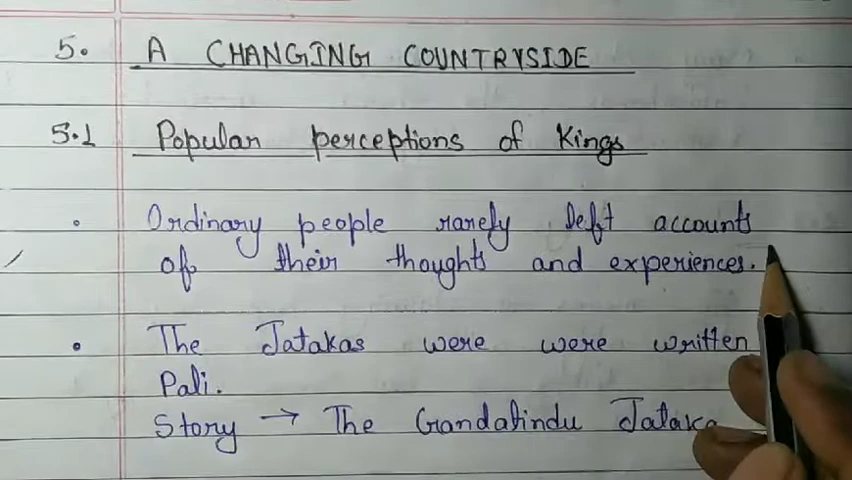 5. A CHANGING COUNTRYSIDE
5.1 Popular perceptions of Kings
• Ordinary people rarely left accounts
of their thoughts and experiences.
• The Jatakas were were written
Pali.
Story → The Gandatindu Jataka